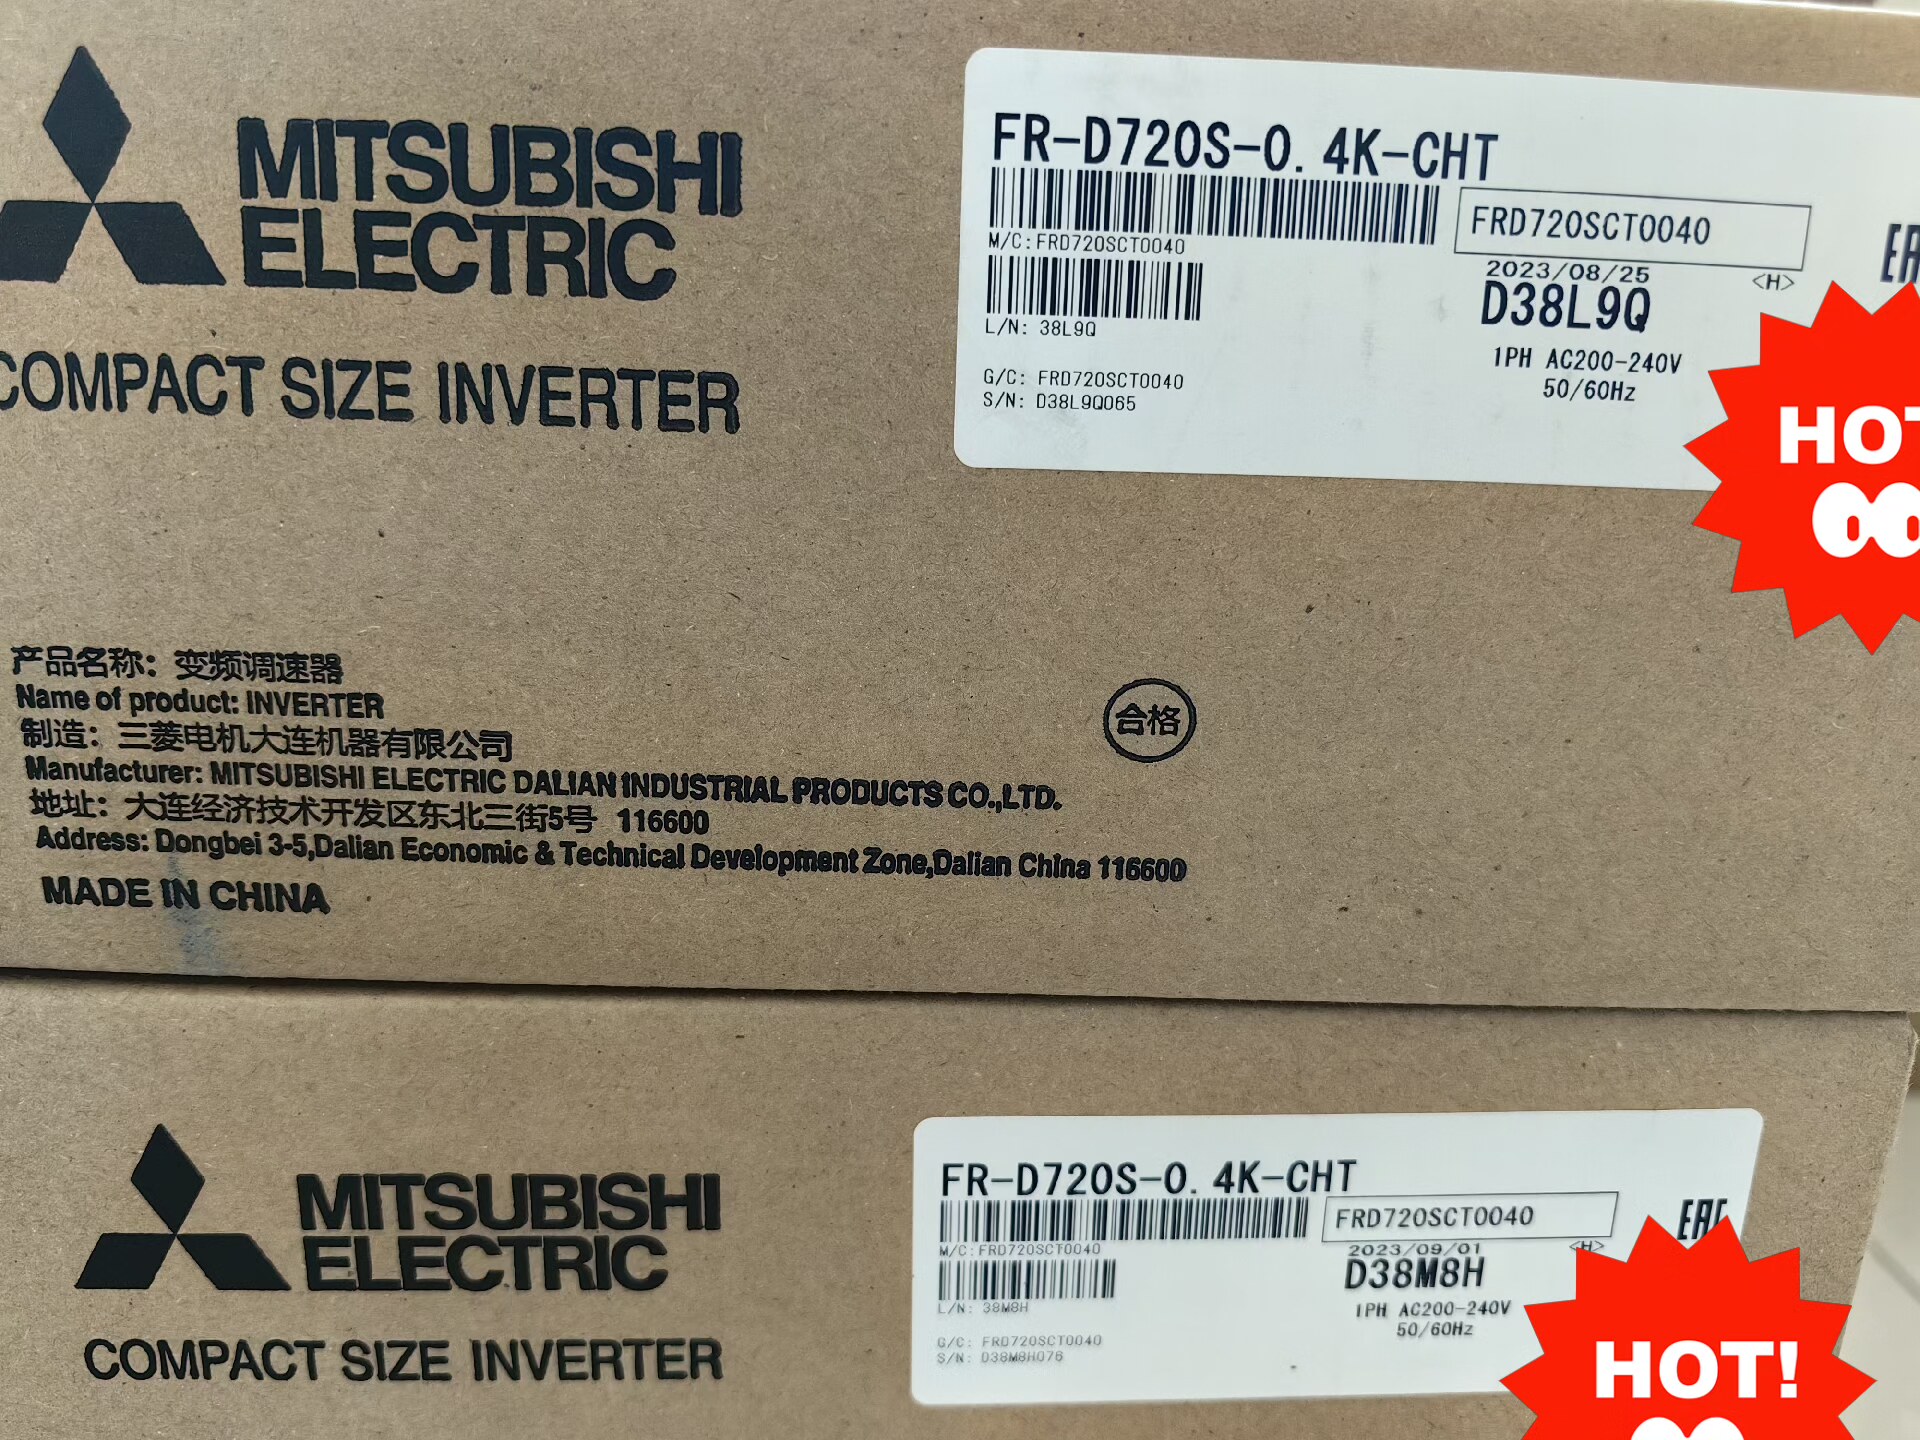 MITSUBISHI
ELECTRIC
COMPACT SIZE INVERTER
FR-D720S-0.4K-CHT
FRD720SCT0040
M/C:FRD720SCT0040
2023/08/25
<H>
D38L9Q
L/N: 38L9Q
1PH AC200-240V
50/60Hz
G/C: FRD720SCT0040
S/N: D38L9Q065
HOT
产品名称：变频调速器
Name of product: INVERTER
制造：三菱电机大连机器有限公司
Manufacturer: MITSUBISHI ELECTRIC DALIAN INDUSTRIAL PRODUCTS CO.,LTD.
地址：大连经济技术开发区东北三街5号 116600
Address: Dongbei 3-5,Dalian Economic & Technical Development Zone,Dalian China 116600
MADE IN CHINA
合格
MITSUBISHI
ELECTRIC
COMPACT SIZE INVERTER
FR-D720S-0.4K-CHT
FRD720SCT0040
EAC
M/C:FRD720SCT0040
2023/09/01
<H>
D38M8H
L/N: 38M8H
1PH AC200-240V
50/60Hz
G/C: FRD720SCT0040
S/N: D38M8H076
HOT!